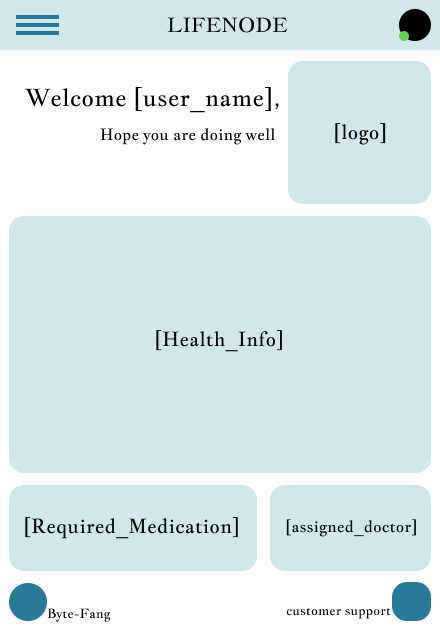 LIFENODE
Welcome [user_name],
Hope you are doing well
[logo]
[Health_Info]
[Required_Medication]
[assigned_doctor]
Byte-Fang
customer support